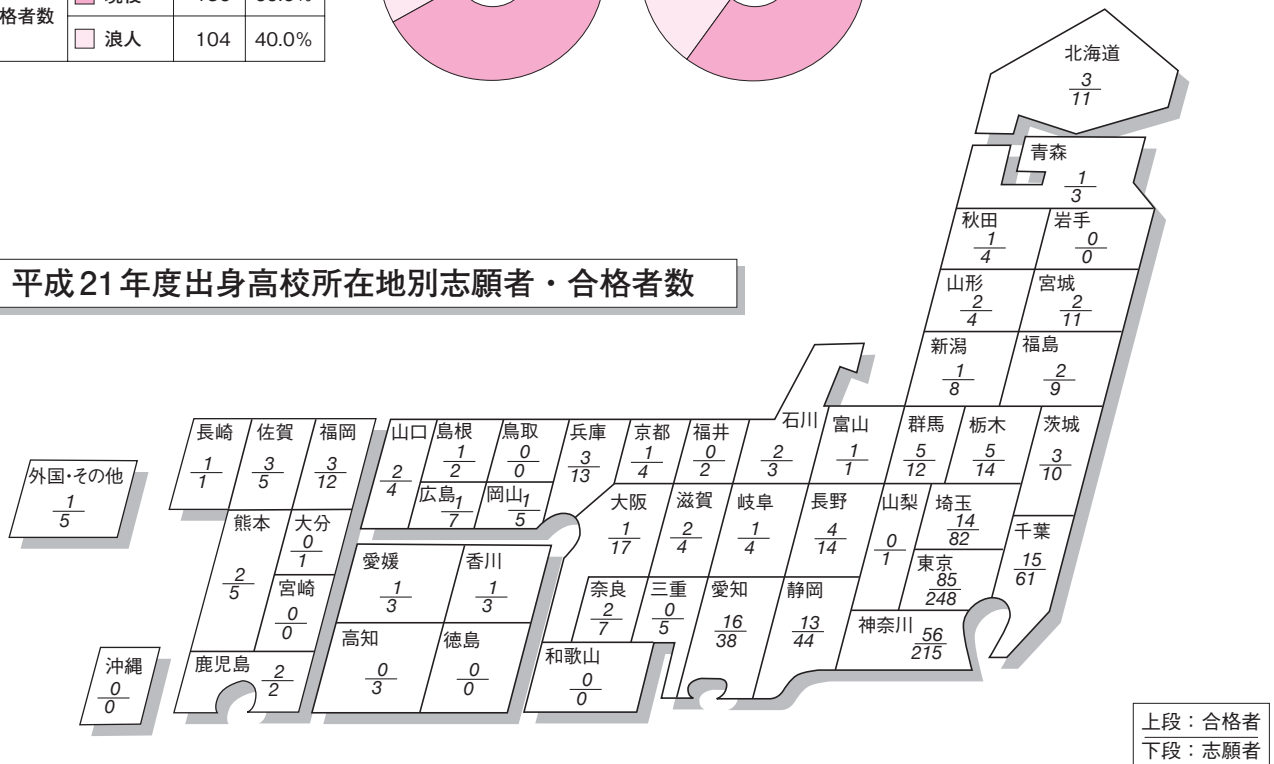 格者数
浪人 104 40.0%
北海道
3
11
青森
1
3
秋田
1
4
岩手
0
0
平成21年度出身高校所在地別志願者・合格者数
山形
2
4
宮城
2
11
新潟
1
8
福島
2
9
長崎
1
1
佐賀
3
5
福岡
3
12
山口
2
4
島根
1
2
鳥取
0
0
兵庫
3
13
京都
1
4
福井
0
2
石川
2
3
富山
1
1
群馬
5
12
栃木
5
14
茨城
3
10
外国・その他
1
5
広島
1
7
岡山
1
5
大阪
1
17
滋賀
2
4
岐阜
1
4
長野
4
14
山梨
0
1
埼玉
14
82
千葉
15
61
熊本
2
5
大分
0
1
東京
85
248
愛媛
1
3
香川
1
3
宮崎
0
0
奈良
2
7
三重
0
5
愛知
16
38
静岡
13
44
神奈川
56
215
高知
0
3
徳島
0
0
和歌山
0
0
沖縄
0
0
鹿児島
2
2
上段：合格者
下段：志願者